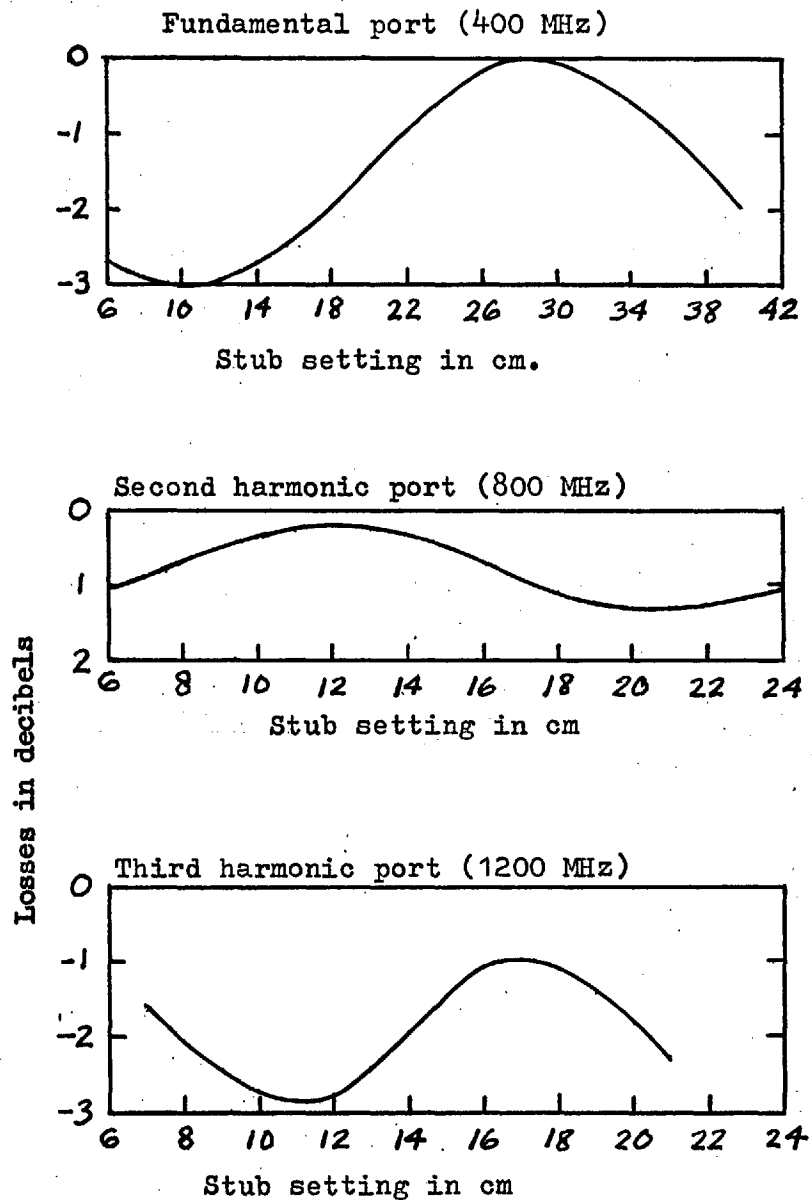 Fundamental port (400 MHz)
0
-1
-2
-3
6 10 14 18 22 26 30 34 38 42
Stub setting in cm.
Second harmonic port (800 MHz)
0
1
2
6 8 10 12 14 16 18 20 22 24
Stub setting in cm
Losses in decibels
Third harmonic port (1200 MHz)
0
-1
-2
-3
6 8 10 12 14 16 18 20 22 24
Stub setting in cm